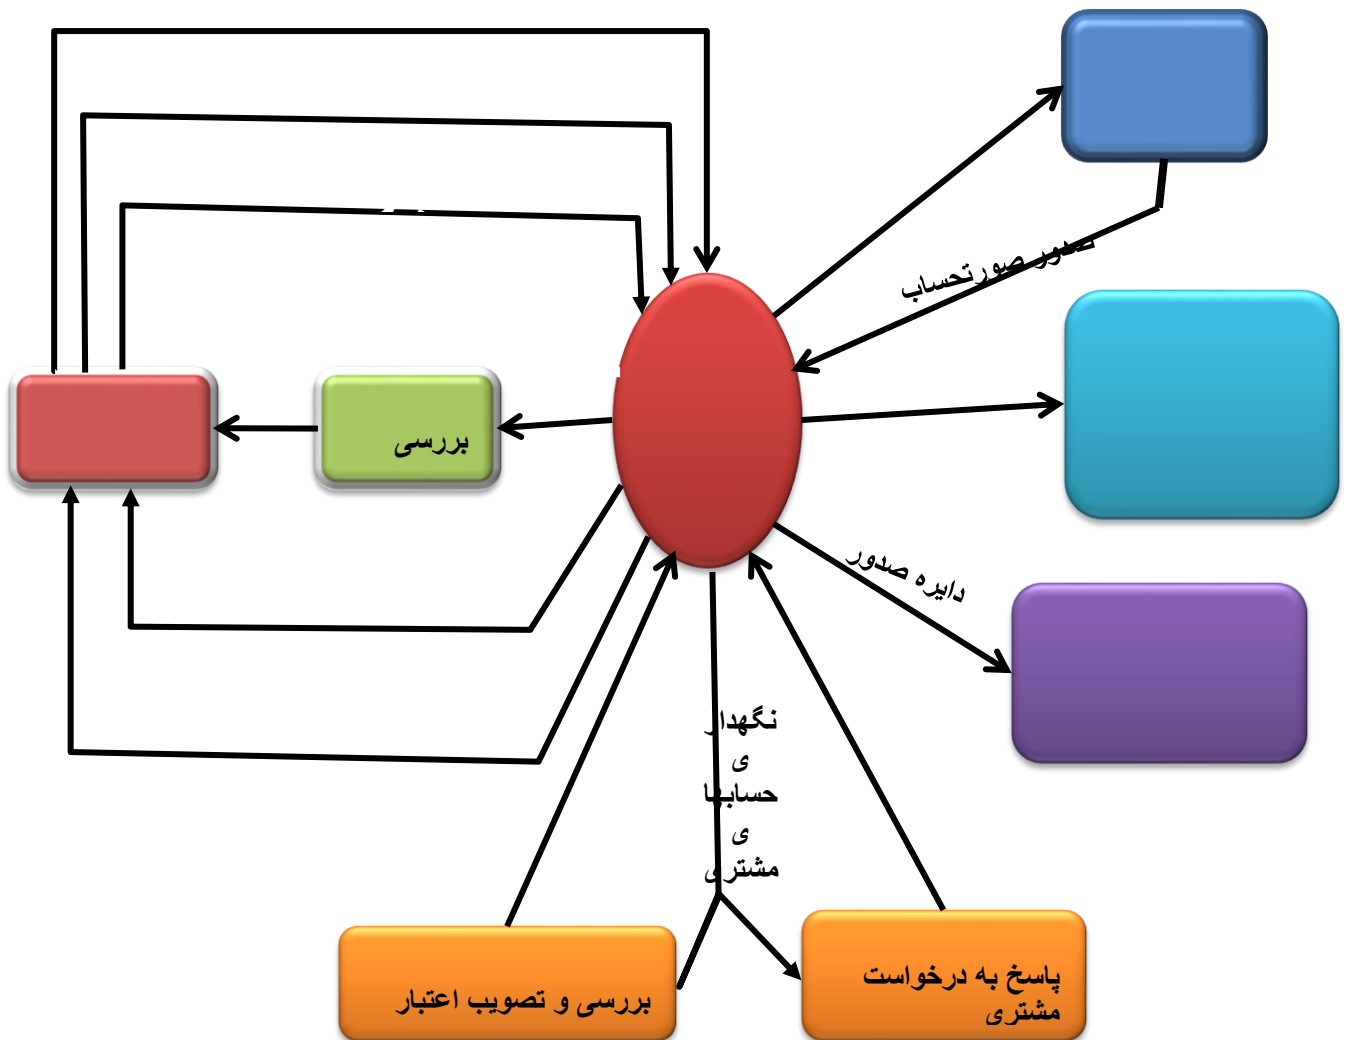 صدور صورتحساب
بررسی
دایره صدور
نگهدار
ی
حسابها
ی
مشتری
پاسخ به درخواست
مشتری
بررسی و تصویب اعتبار